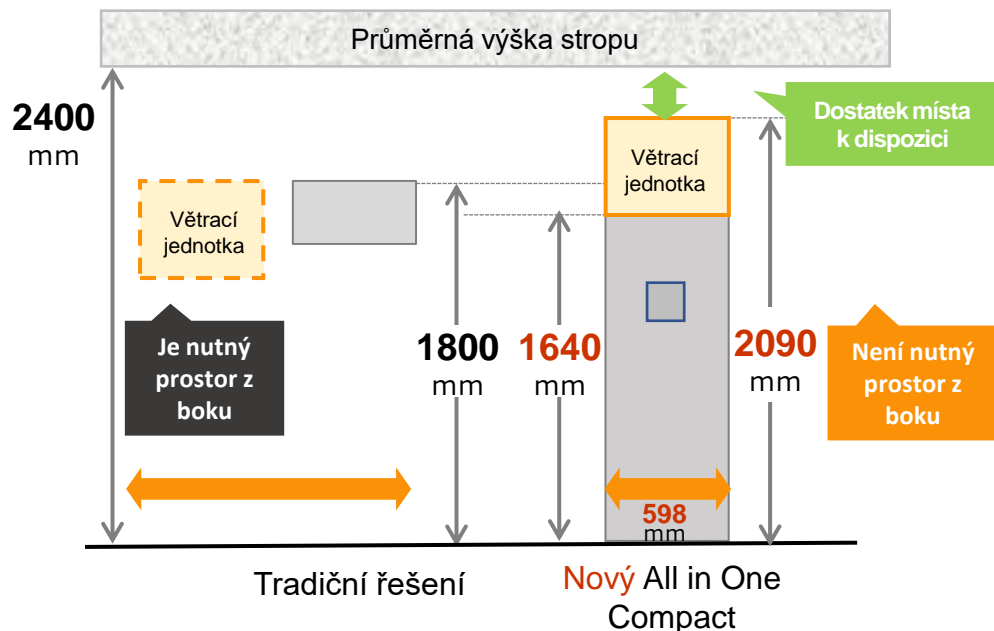 Průměrná výška stropu
2400
mm
Dostatek místa
k dispozici
Větrací
jednotka
Větrací
jednotka
Je nutný
prostor z
boku
1800
mm
1640
mm
2090
mm
Není nutný
prostor z
boku
598
mm
Tradiční řešení
Nový All in One
Compact